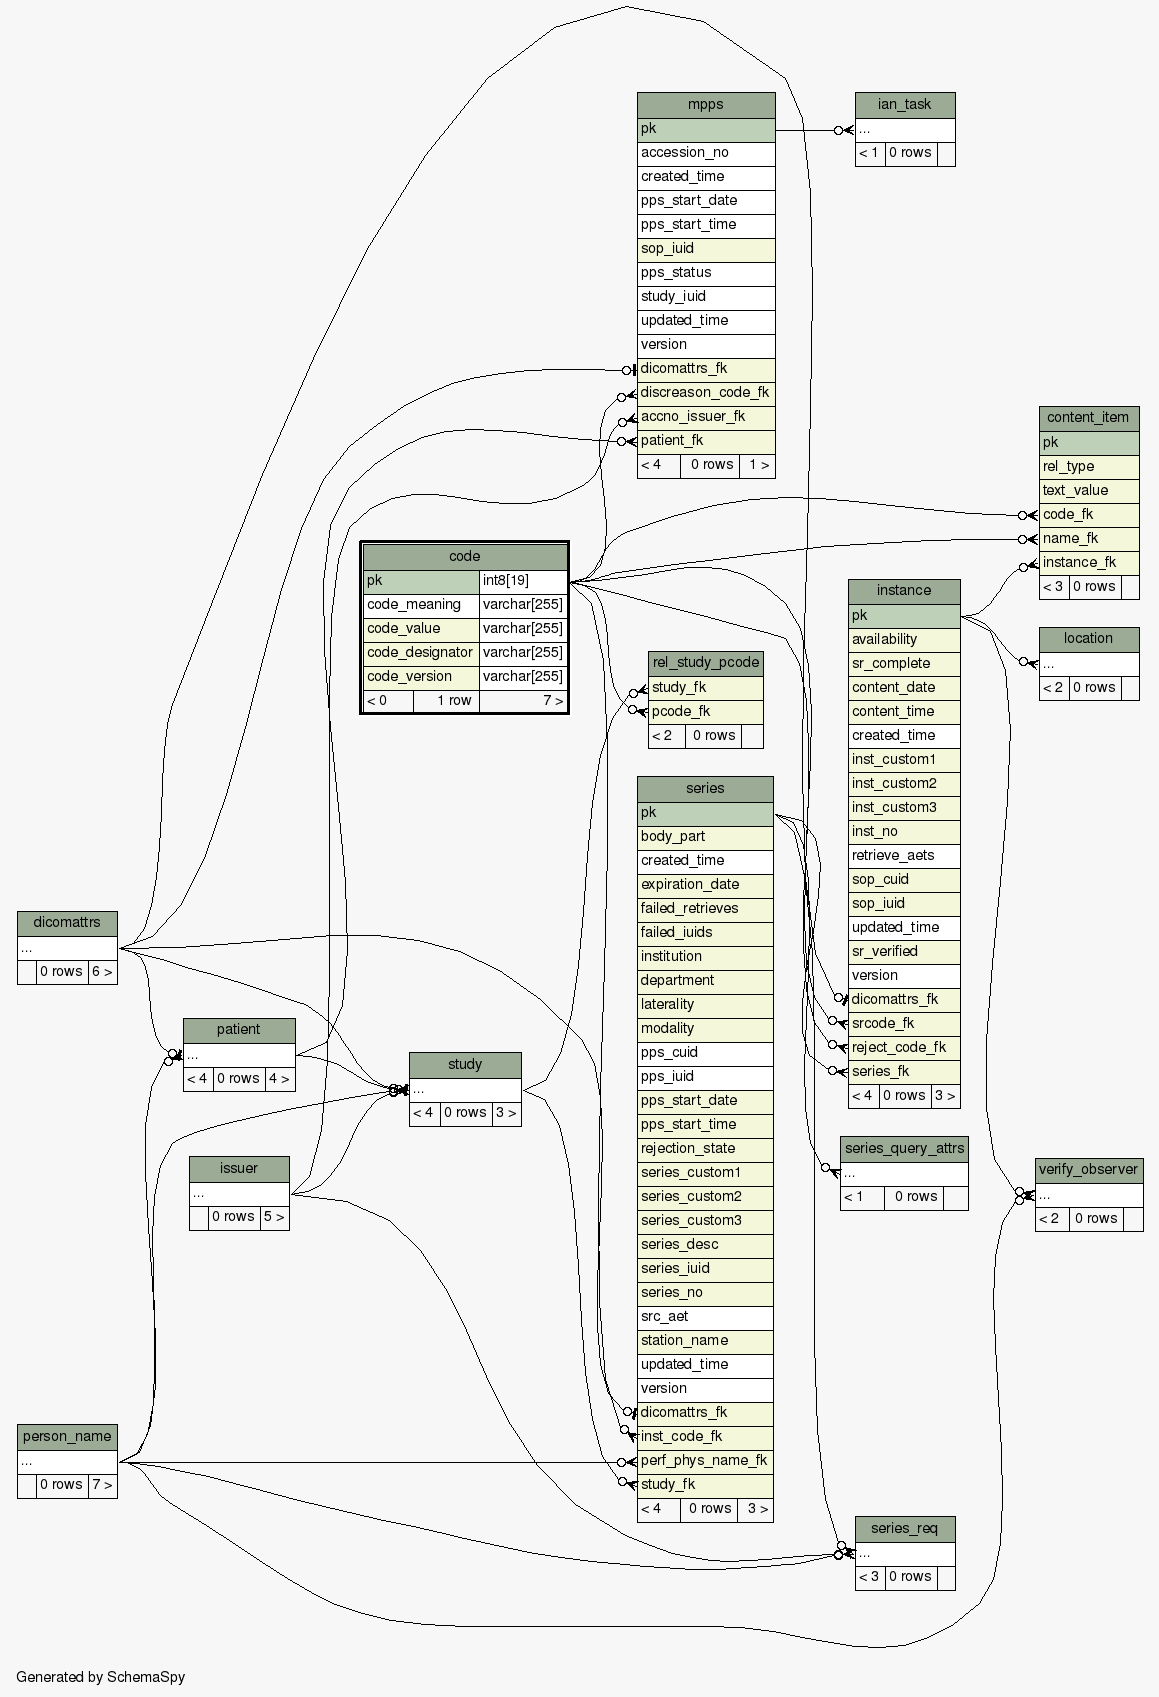 mpps
pk
accession_no
created_time
pps_start_date
pps_start_time
sop_iuid
pps_status
study_iuid
updated_time
version
dicomattrs_fk
discreason_code_fk
accno_issuer_fk
patient_fk
< 4 0 rows 1 >
ian_task
...
< 1 0 rows
content_item
pk
rel_type
text_value
code_fk
name_fk
instance_fk
< 3 0 rows
code
pk int8[19]
code_meaning varchar[255]
code_value varchar[255]
code_designator varchar[255]
code_version varchar[255]
< 0 1 row 7 >
instance
pk
availability
sr_complete
content_date
content_time
created_time
inst_custom1
inst_custom2
inst_custom3
inst_no
retrieve_aets
sop_cuid
sop_iuid
updated_time
sr_verified
version
dicomattrs_fk
srcode_fk
reject_code_fk
series_fk
< 4 0 rows 3 >
location
...
< 2 0 rows
rel_study_pcode
study_fk
pcode_fk
< 2 0 rows
series
pk
body_part
created_time
expiration_date
failed_retrieves
failed_iuids
institution
department
laterality
modality
pps_cuid
pps_iuid
pps_start_date
pps_start_time
rejection_state
series_custom1
series_custom2
series_custom3
series_desc
series_iuid
series_no
src_aet
station_name
updated_time
version
dicomattrs_fk
inst_code_fk
perf_phys_name_fk
study_fk
< 4 0 rows 3 >
dicomattrs
...
0 rows 6 >
patient
...
< 4 0 rows 4 >
study
...
< 4 0 rows 3 >
issuer
...
0 rows 5 >
series_query_attrs
...
< 1 0 rows
verify_observer
...
< 2 0 rows
person_name
...
0 rows 7 >
series_req
...
< 3 0 rows
Generated by SchemaSpy